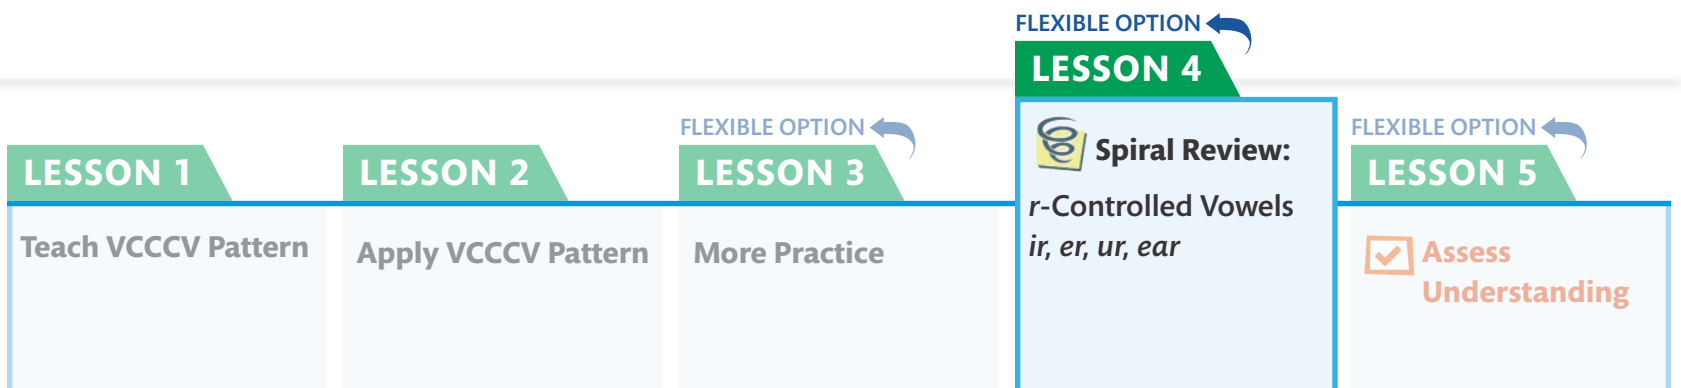 LESSON 1
Teach VCCCV Pattern
LESSON 2
Apply VCCCV Pattern
FLEXIBLE OPTION
LESSON 3
More Practice
FLEXIBLE OPTION
LESSON 4
Spiral Review:
r-Controlled Vowels
ir, er, ur, ear
FLEXIBLE OPTION
LESSON 5
Assess
Understanding